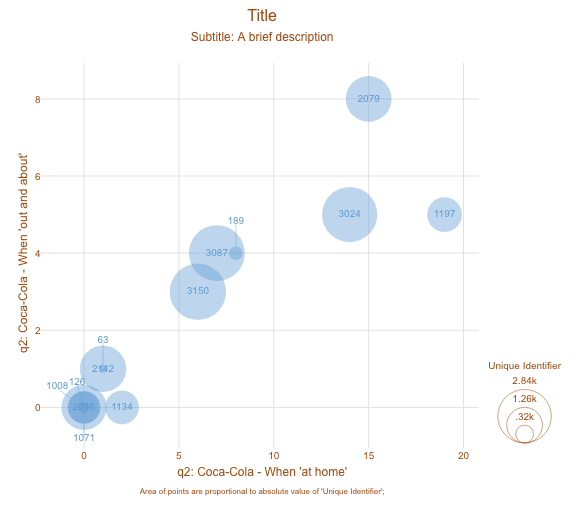 Title
Subtitle: A brief description
q2: Coca-Cola - When 'out and about'
8
6
4
2
0
2079
3024
1197
189
3087
3150
63
2142
126
1008
1134
1071
0
5
10
15
20
q2: Coca-Cola - When 'at home'
Area of points are proportional to absolute value of 'Unique Identifier';
Unique Identifier
2.84k
1.26k
.32k